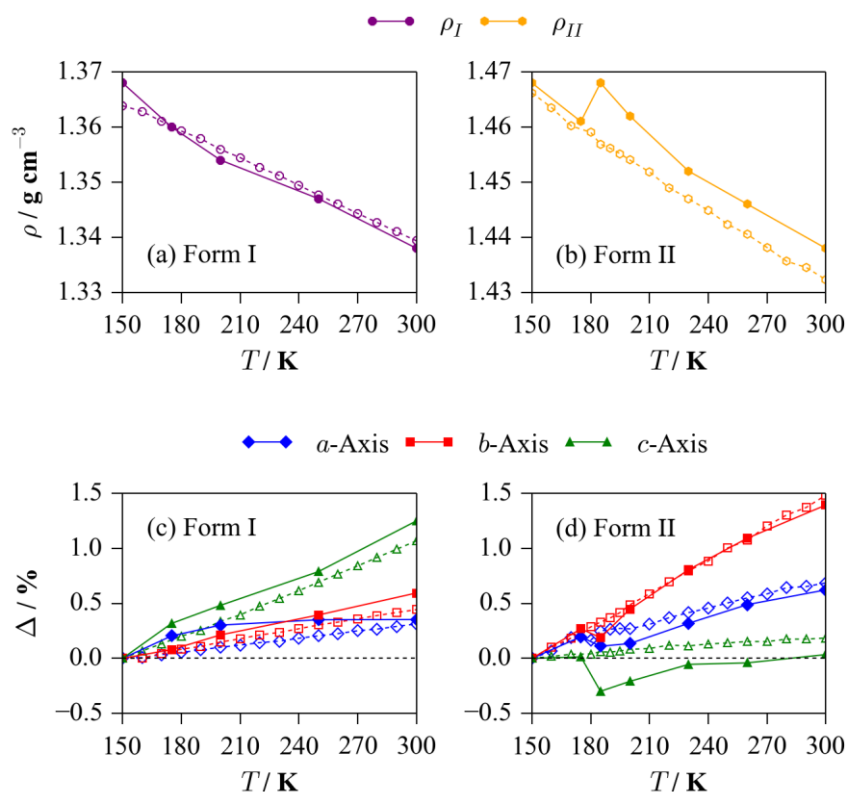 ρI ρII
1.37 1.47
1.36 1.46
1.35 1.45
1.34 1.44
1.33 1.43
ρ / g cm−3
(a) Form I (b) Form II
150 180 210 240 270 300 150 180 210 240 270 300
T / K T / K
a-Axis b-Axis c-Axis
1.5 1.5
1.0 1.0
0.5 0.5
0.0 0.0
−0.5 −0.5
Δ / %
(c) Form I (d) Form II
150 180 210 240 270 300 150 180 210 240 270 300
T / K T / K